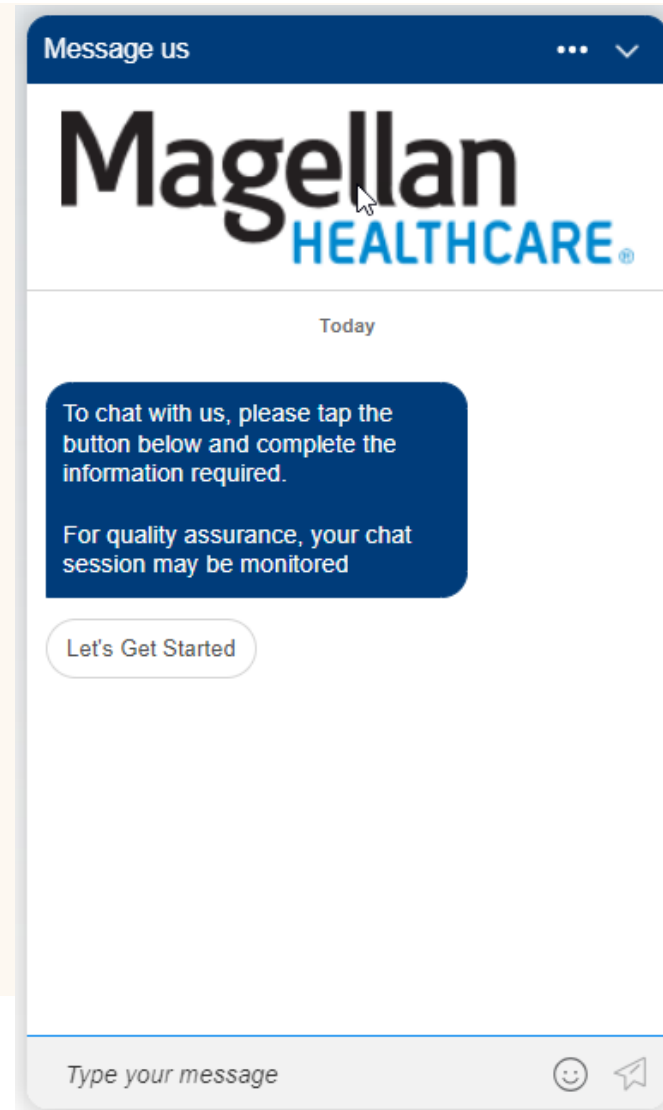 Message us
Magellan
HEALTHCARE®
Today
To chat with us, please tap the
button below and complete the
information required.
For quality assurance, your chat
session may be monitored
Let's Get Started
Type your message